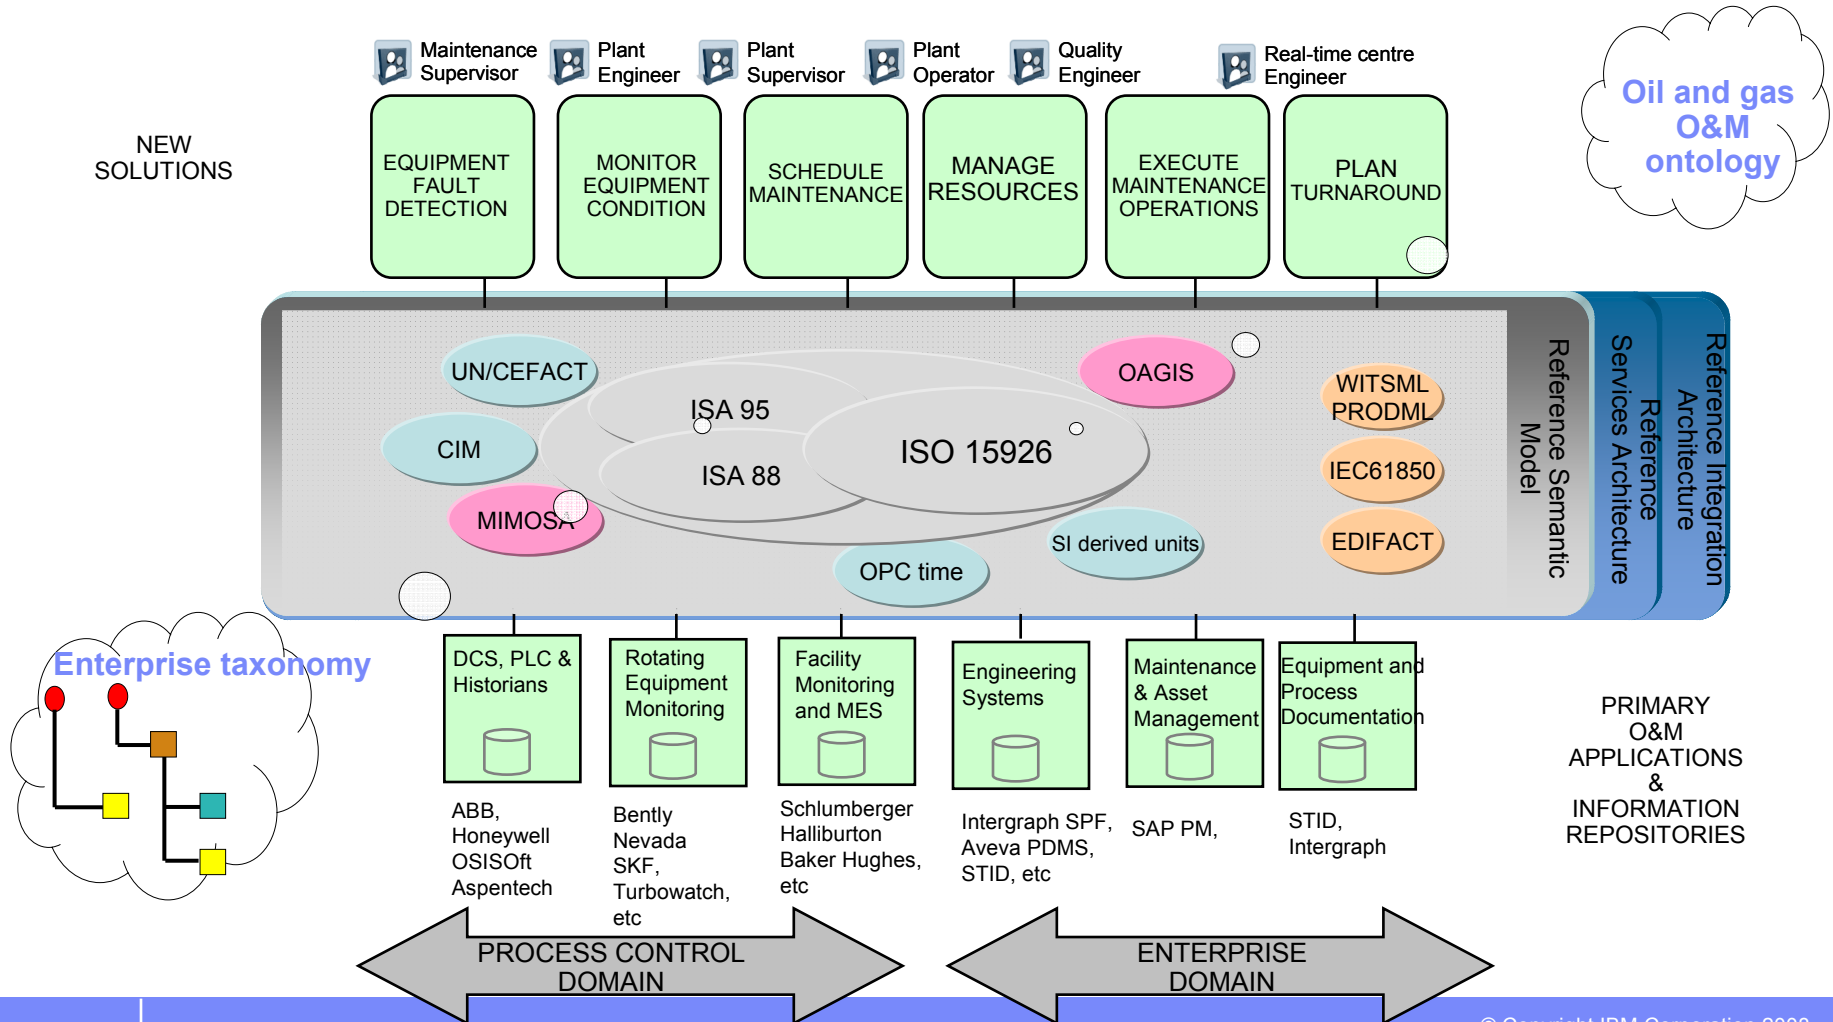 Maintenance
Supervisor
Plant
Engineer
Plant
Supervisor
Plant
Operator
Quality
Engineer
Real-time centre
Engineer
Oil and gas
O&M
ontology
NEW
SOLUTIONS
EQUIPMENT
FAULT
DETECTION
MONITOR
EQUIPMENT
CONDITION
SCHEDULE
MAINTENANCE
MANAGE
RESOURCES
EXECUTE
MAINTENANCE
OPERATIONS
PLAN
TURNAROUND
UN/CEFACT
CIM
MIMOSA
ISA 95
ISA 88
ISO 15926
OAGIS
OPC time
SI derived units
WITSML
PRODML
IEC61850
EDIFACT
Reference Semantic
Model
Reference
Services Architecture
Reference Integration
Architecture
Enterprise taxonomy
DCS, PLC &
Historians
Rotating
Equipment
Monitoring
Facility
Monitoring
and MES
Engineering
Systems
Maintenance
& Asset
Management
Equipment and
Process
Documentation
PRIMARY
O&M
APPLICATIONS
&
INFORMATION
REPOSITORIES
ABB,
Honeywell
OSISOft
Aspentech
Bently
Nevada
SKF,
Turbowatch,
etc
Schlumberger
Halliburton
Baker Hughes,
etc
Intergraph SPF,
Aveva PDMS,
STID, etc
SAP PM,
STID,
Intergraph
PROCESS CONTROL
DOMAIN
ENTERPRISE
DOMAIN
© Copyright IBM Corporation